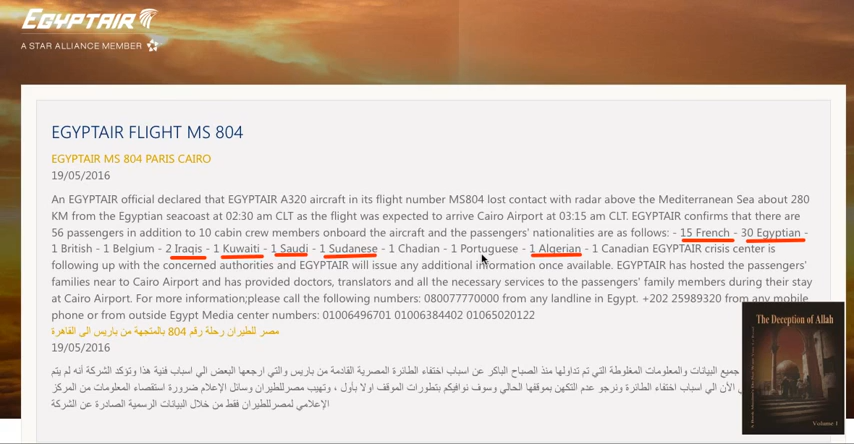 EGYPTAIR
A STAR ALLIANCE MEMBER
EGYPTAIR FLIGHT MS 804
EGYPTAIR MS 804 PARIS CAIRO
19/05/2016
An EGYPTAIR official declared that EGYPTAIR A320 aircraft in its flight number MS804 lost contact with radar above the Mediterranean Sea about 280
KM from the Egyptian seacoast at 02:30 am CLT as the flight was expected to arrive Cairo Airport at 03:15 am CLT. EGYPTAIR confirms that there are
56 passengers in addition to 10 cabin crew members onboard the aircraft and the passengers' nationalities are as follows: - 15 French - 30 Egyptian -
1 British - 1 Belgium - 2 Iraqis - 1 Kuwaiti - 1 Saudi - 1 Sudanese - 1 Chadian - 1 Portuguese - 1 Algerian - 1 Canadian EGYPTAIR crisis center is
following up with the concerned authorities and EGYPTAIR will issue any additional information once available. EGYPTAIR has hosted the passengers'
families near to Cairo Airport and has provided doctors, translators and all the necessary services to the passengers' family members during their stay
at Cairo Airport. For more information;please call the following numbers: 080077770000 from any landline in Egypt. +202 25989320 from any mobile
phone or from outside Egypt Media center numbers: 01006496701 01006384402 01065020122
مصر للطيران رحلة رقم 804 بالمتجهة من باريس الى القاهرة
19/05/2016
جميع البيانات والمعلومات المغلوطة التي تم تداولها منذ الصباح الباكر عن اسباب اختفاء الطائرة المصرية القادمة من باريس والتي ارجعها البعض الي اسباب فنية هذا وتؤكد الشركة أنه لم يتم
الأن الي اسباب اختفاء الطائرة ونرجو عدم التكهن بموقفها الحالي وسوف نوافيكم بتطورات الموقف اولا بأول ، وتهيب مصرللطيران وسائل الإعلام ضرورة استقصاء المعلومات من المركز
الإعلامي لمصرللطيران فقط من خلال البيانات الرسمية الصادرة عن الشركة
The Deception of Allah
Volume 1